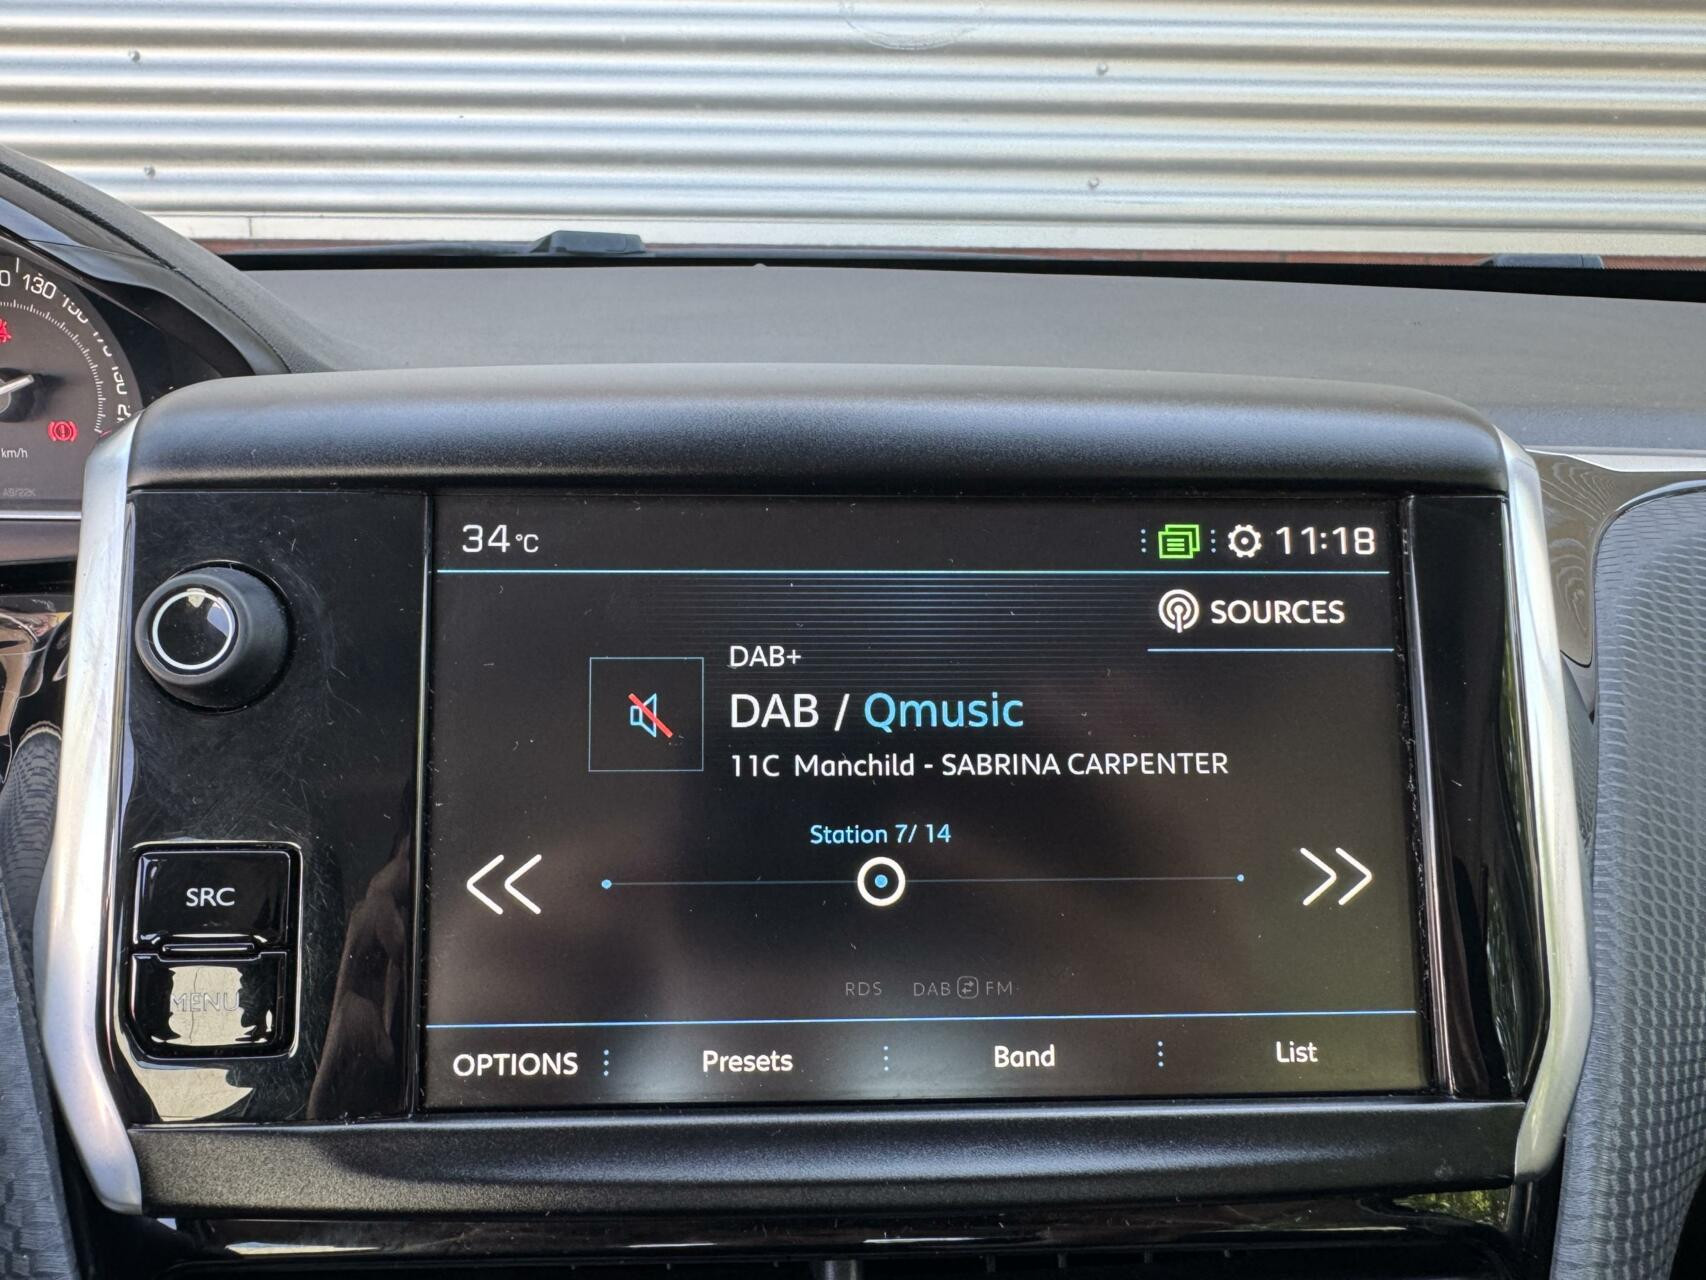 130
km/h
34°C
11:18
SOURCES
DAB+
DAB / Qmusic
11C Manchild - SABRINA CARPENTER
Station 7/ 14
SRC
MENU
RDS DAB FM
OPTIONS
Presets
Band
List